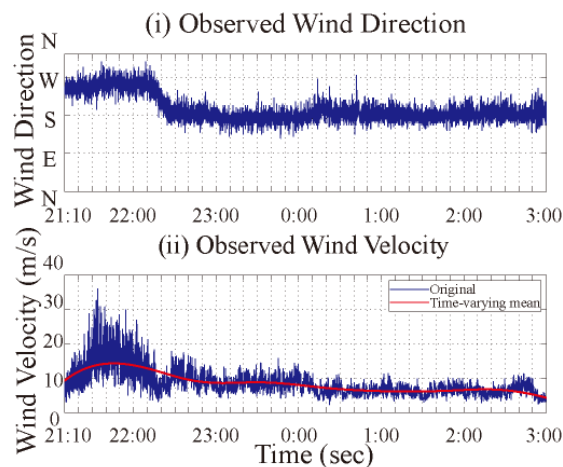 (i) Observed Wind Direction
Wind Direction
N
W
S
E
N
21:10 22:00 23:00 0:00 1:00 2:00 3:00
(ii) Observed Wind Velocity
Wind Velocity (m/s)
40
30
20
10
0
Original
Time-varying mean
21:10 22:00 23:00 0:00 1:00 2:00 3:00
Time (sec)